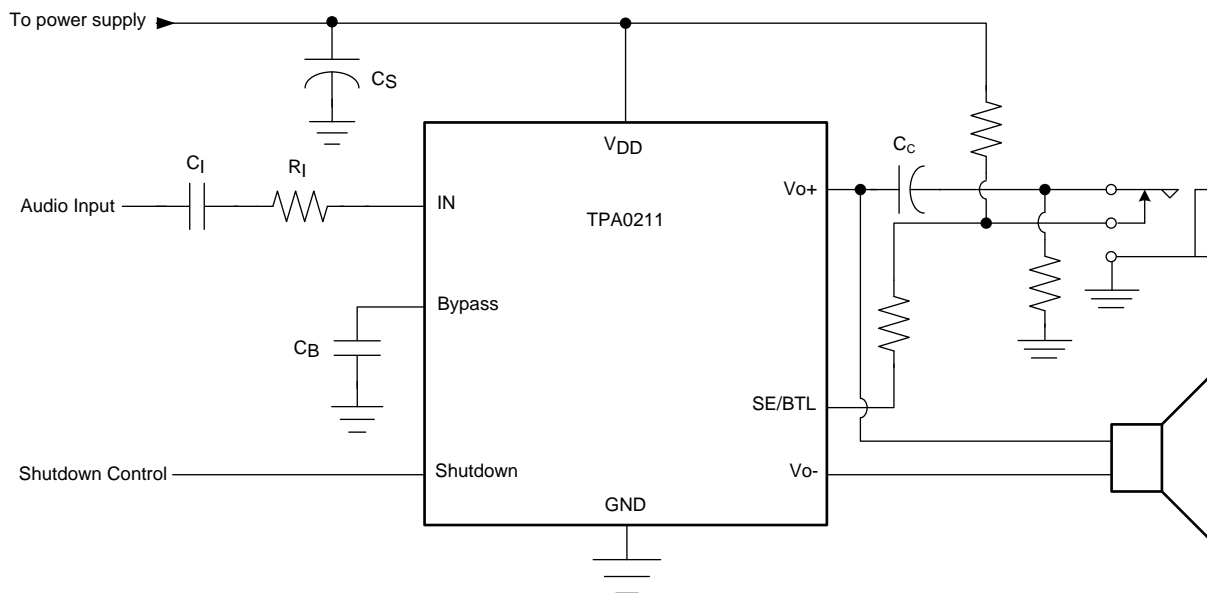 To power supply
CS
VDD
CI
RI
CC
Vo+
Audio Input
IN
TPA0211
Bypass
CB
SE/BTL
Shutdown Control
Shutdown
Vo-
GND